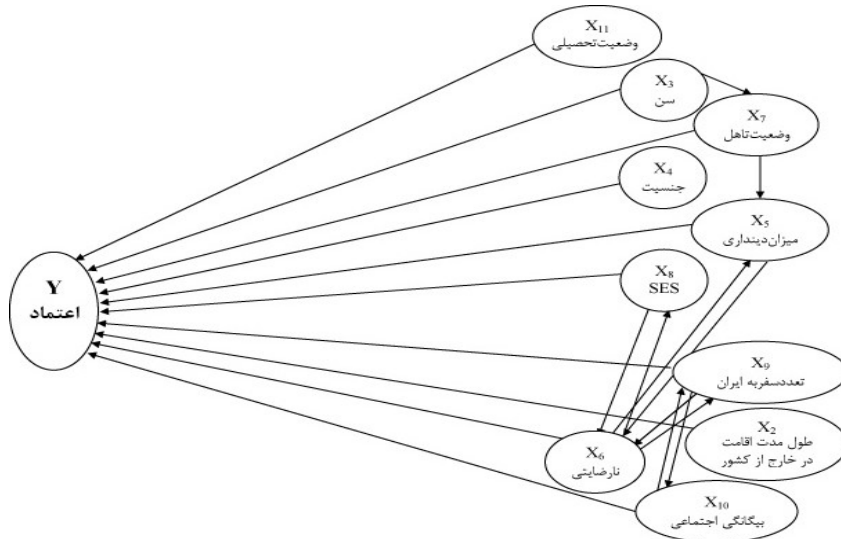 X₁₁
وضعیت‌تحصیلی
X₃
سن
X₇
وضعیت‌تاهل
X₄
جنسیت
X₅
میزان‌دینداری
Y
اعتماد
X₈
SES
X₉
تعددسفربه ایران
X₂
طول مدت اقامت
در خارج از کشور
X₆
نارضایتی
X₁₀
بیگانگی اجتماعی